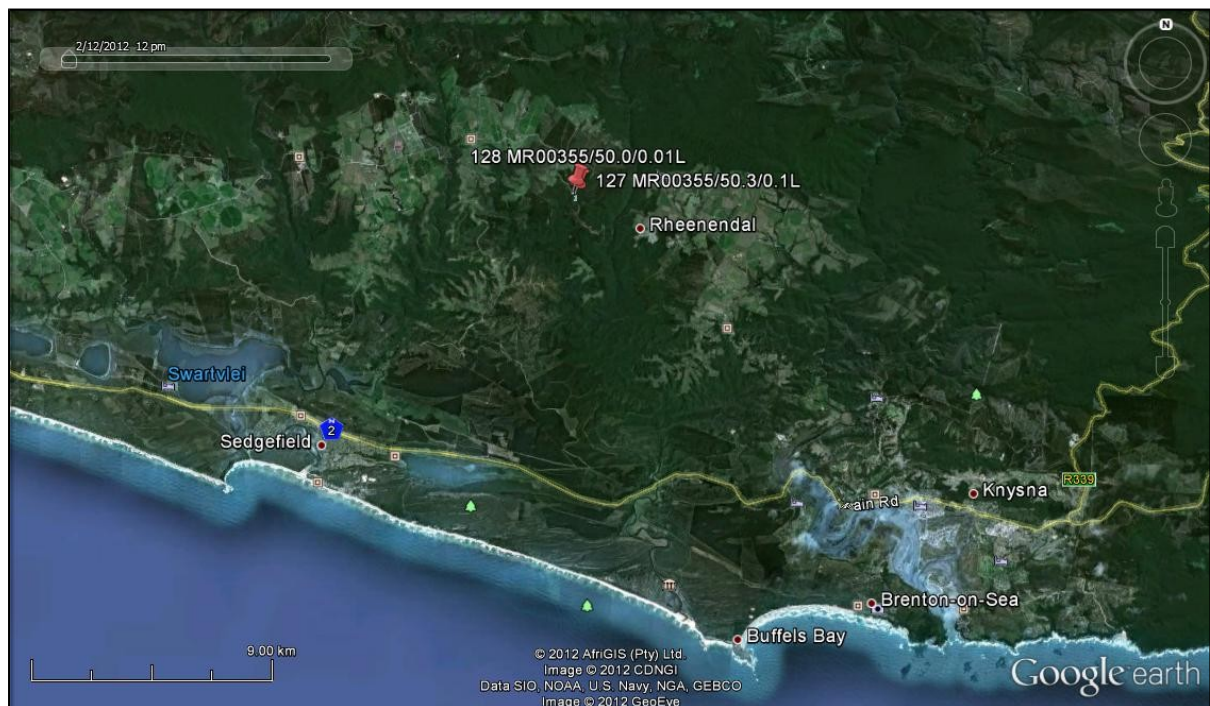 2/12/2012 12 pm
N
128 MR00355/50.0/0.01L
127 MR00355/50.3/0.1L
Rheenendal
Swartvlei
N
2
Sedgefield
R339
Knysna
ain Rd
Brenton-on-Sea
Buffels Bay
9.00 km
© 2012 AfriGIS (Pty) Ltd.
Image © 2012 CDNGI
Data SIO, NOAA, U.S. Navy, NGA, GEBCO
Image © 2012 GeoEye
Google earth